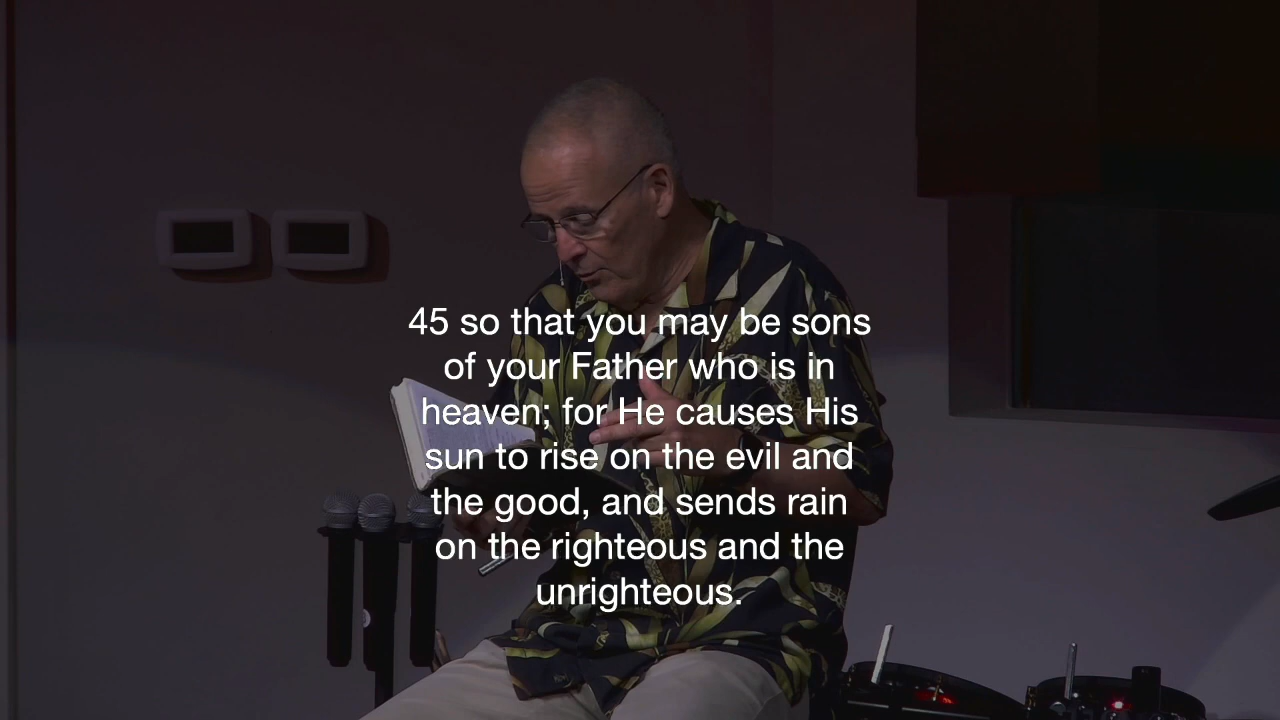 45 so that you may be sons
of your Father who is in
heaven; for He causes His
sun to rise on the evil and
the good, and sends rain
on the righteous and the
unrighteous.